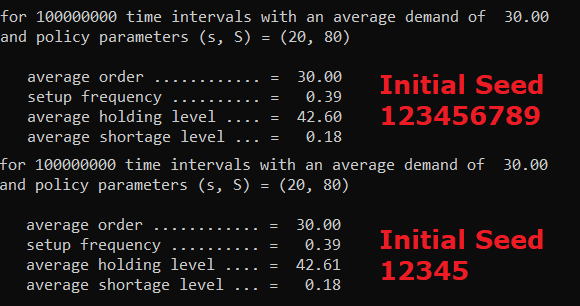 for 100000000 time intervals with an average demand of  30.00
and policy parameters (s, S) = (20, 80)
average order ............ =  30.00
setup frequency .......... =   0.39
average holding level .... =  42.60
average shortage level ... =   0.18
Initial Seed
123456789
for 100000000 time intervals with an average demand of  30.00
and policy parameters (s, S) = (20, 80)
average order ............ =  30.00
setup frequency .......... =   0.39
average holding level .... =  42.61
average shortage level ... =   0.18
Initial Seed
12345